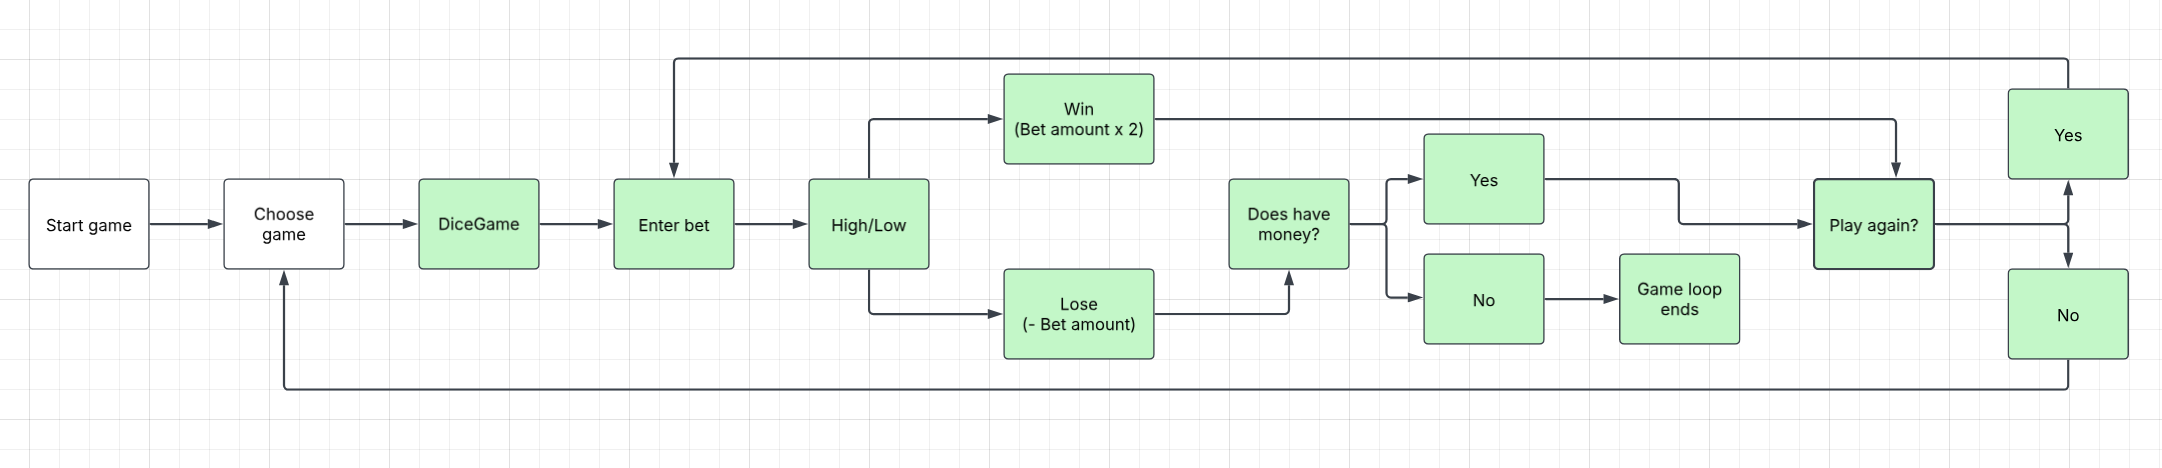 Start game
Choose
game
DiceGame
Enter bet
High/Low
Win
(Bet amount x 2)
Lose
(- Bet amount)
Does have
money?
Yes
No
Game loop
ends
Play again?
Yes
No